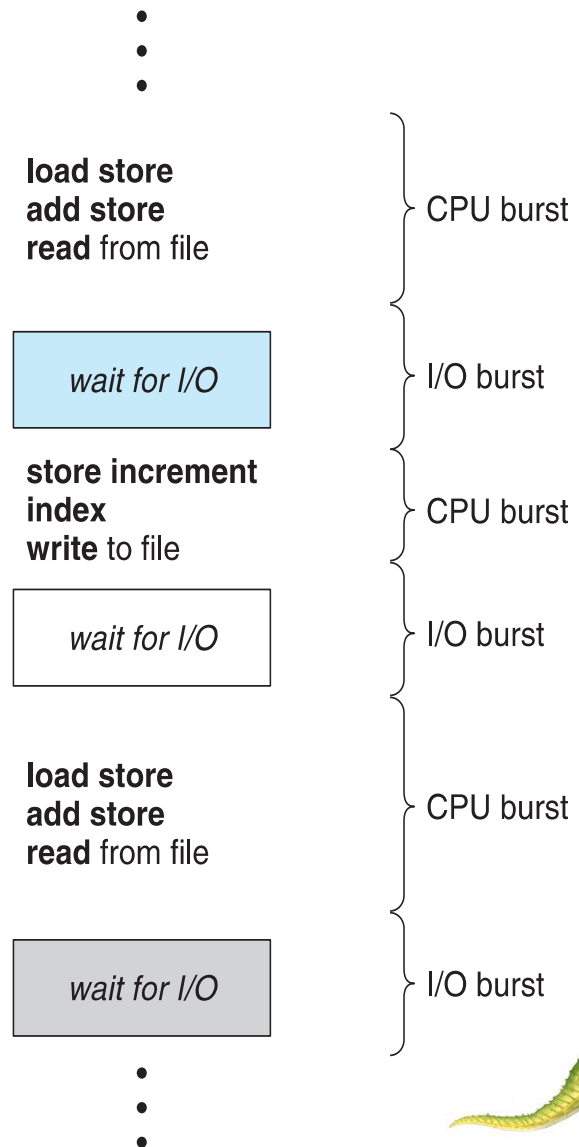 load store
add store
read from file
CPU burst
wait for I/O
I/O burst
store increment
index
write to file
CPU burst
wait for I/O
I/O burst
load store
add store
read from file
CPU burst
wait for I/O
I/O burst